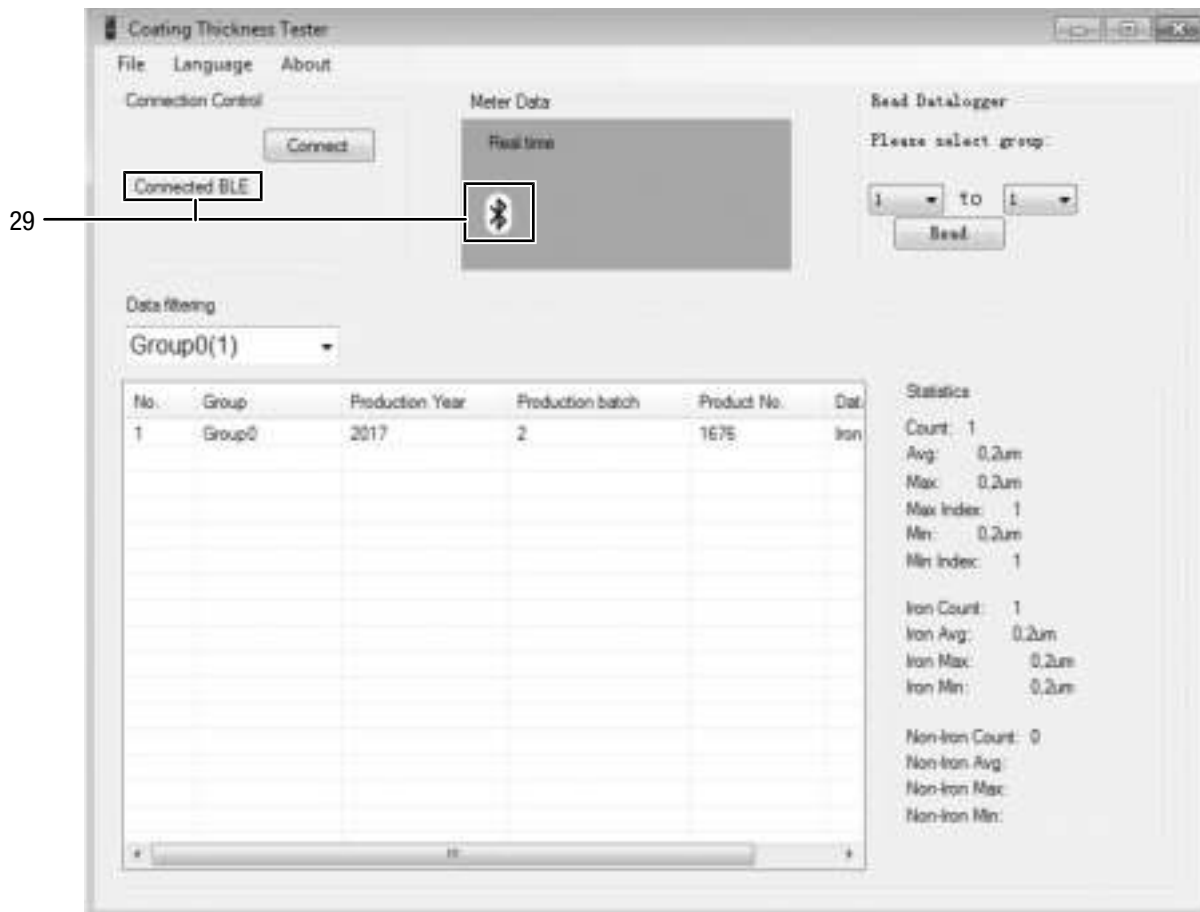 Coating Thickness Tester
File Language About
Connection Control
Connect
Connected BLE
29
Meter Data
Real time
Read Datalogger
Please select group:
1 to 1
Read
Data filtering
Group0(1)
No. Group Production Year Production batch Product No. Dat.
1 Group0 2017 2 1676 Iron
Statistics
Count: 1
Avg: 0.2um
Max: 0.2um
Max Index: 1
Min: 0.2um
Min Index: 1
Iron Count: 1
Iron Avg: 0.2um
Iron Max: 0.2um
Iron Min: 0.2um
Non-Iron Count: 0
Non-Iron Avg:
Non-Iron Max:
Non-Iron Min: